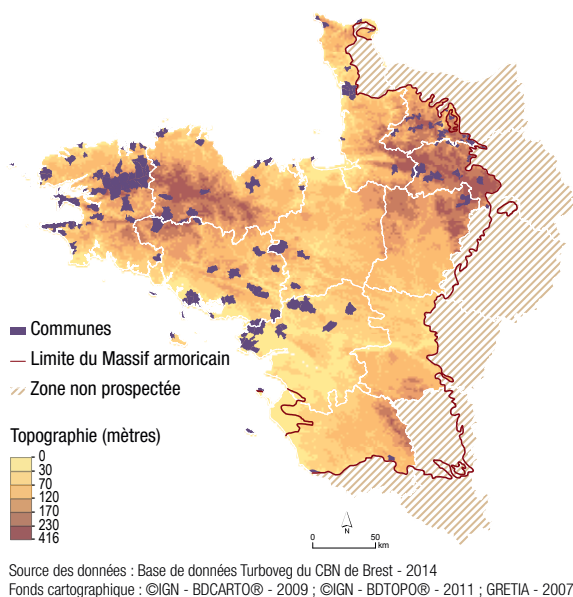 Communes
Limite du Massif armoricain
Zone non prospectée
Topographie (mètres)
0
30
70
120
170
230
416
N
0 50
km
Source des données : Base de données Turboveg du CBN de Brest - 2014
Fonds cartographique : ©IGN - BDCARTO® - 2009 ; ©IGN - BDTOPO® - 2011 ; GRETIA - 2007